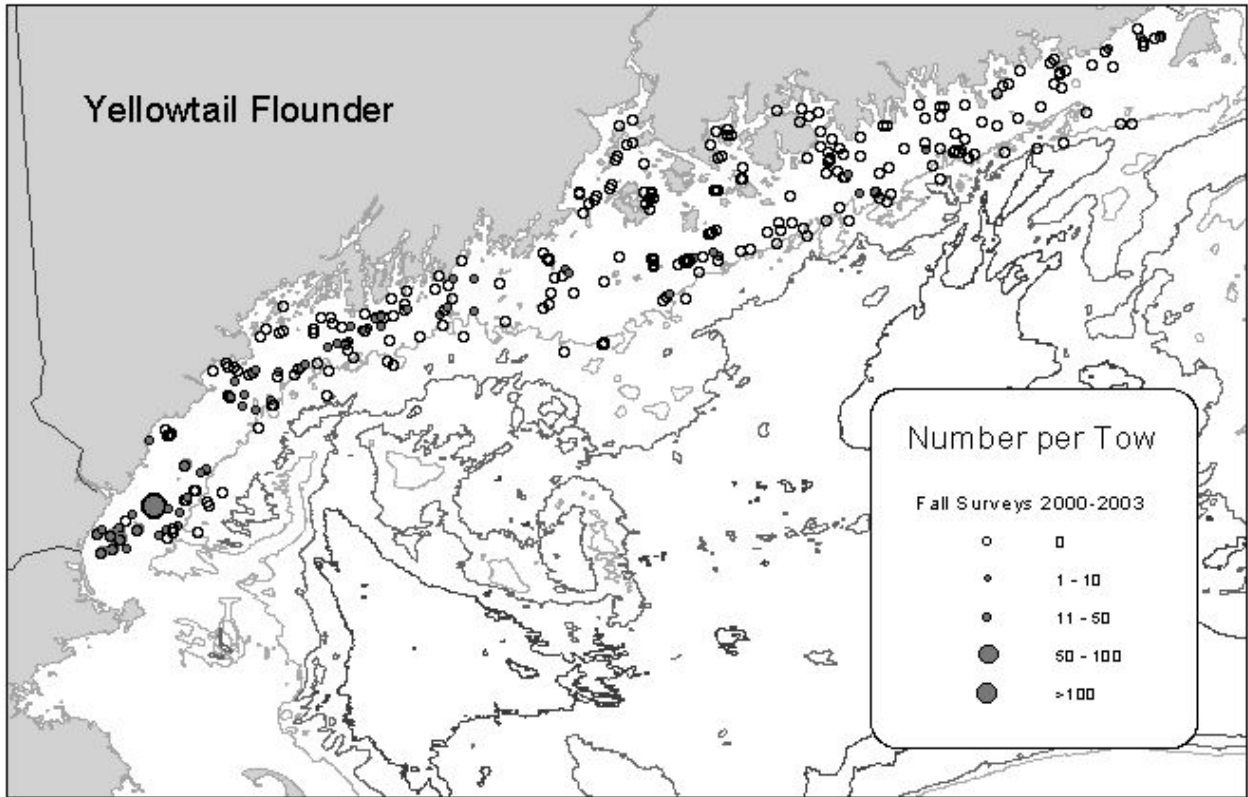 Yellowtail Flounder
Number per Tow
Fall Surveys 2000-2003
0
1 - 10
11 - 50
50 - 100
>100